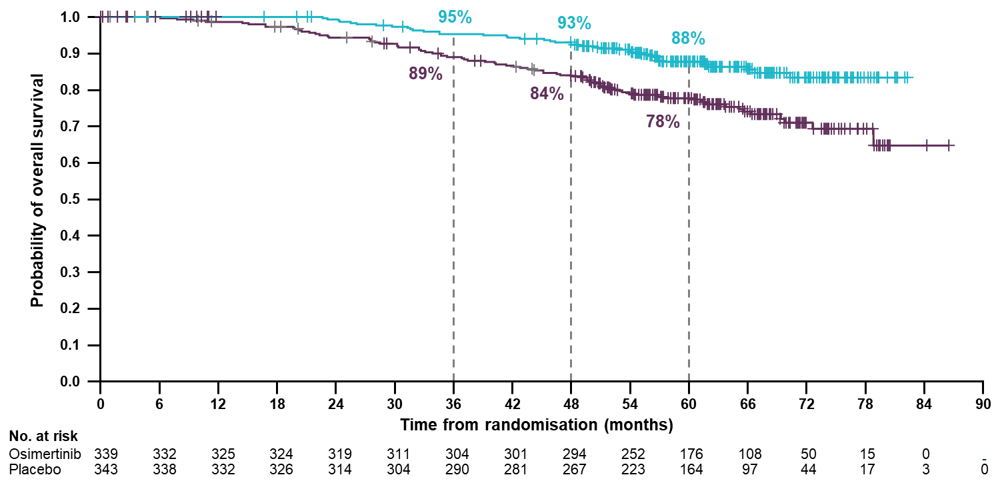 Probability of overall survival
1.0
0.9
0.8
0.7
0.6
0.5
0.4
0.3
0.2
0.1
0.0
95%
93%
88%
89%
84%
78%
0 6 12 18 24 30 36 42 48 54 60 66 72 78 84 90
Time from randomisation (months)
No. at risk
Osimertinib 339 332 325 324 319 311 304 301 294 252 176 108 50 15 0 -
Placebo 343 338 332 326 314 304 290 281 267 223 164 97 44 17 3 0